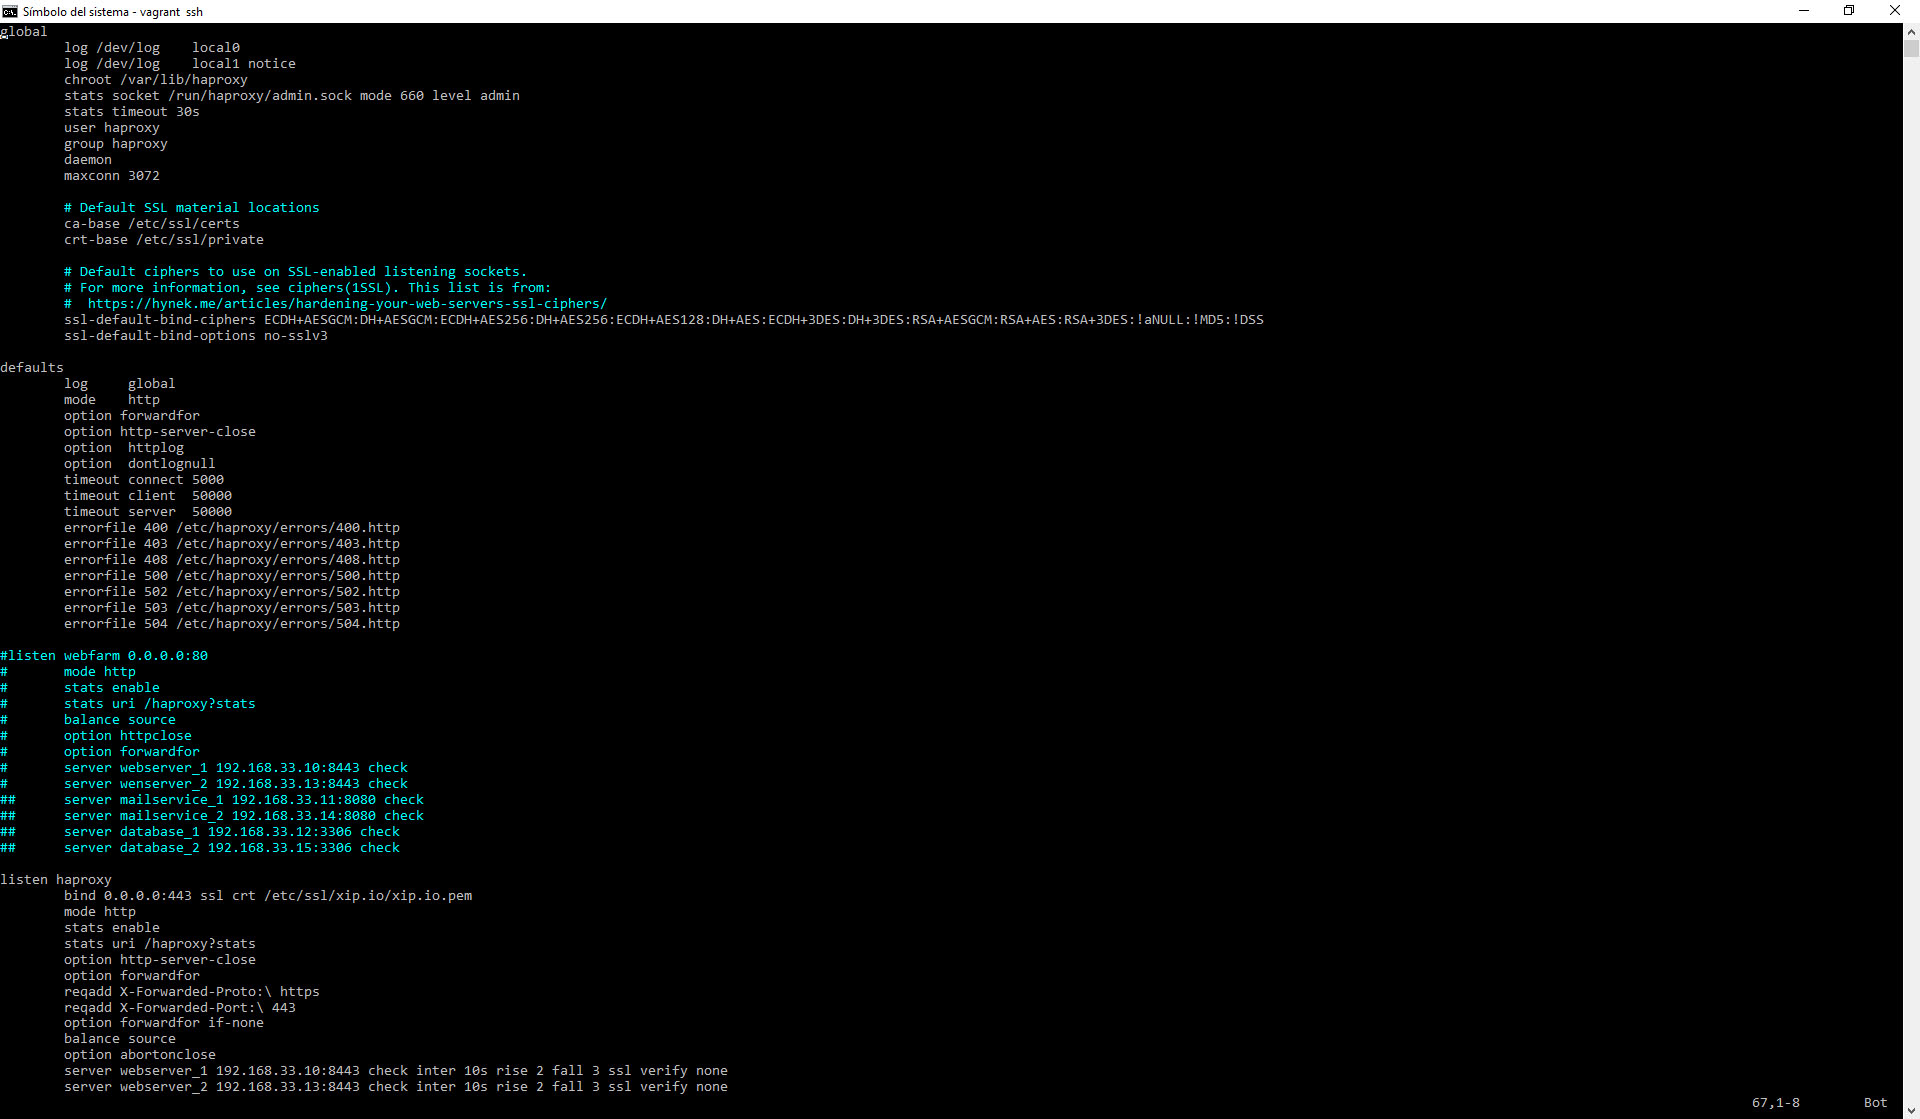 Símbolo del sistema - vagrant ssh
global
        log /dev/log    local0
        log /dev/log    local1 notice
        chroot /var/lib/haproxy
        stats socket /run/haproxy/admin.sock mode 660 level admin
        stats timeout 30s
        user haproxy
        group haproxy
        daemon
        maxconn 3072

        # Default SSL material locations
        ca-base /etc/ssl/certs
        crt-base /etc/ssl/private

        # Default ciphers to use on SSL-enabled listening sockets.
        # For more information, see ciphers(1SSL). This list is from:
        #  https://hynek.me/articles/hardening-your-web-servers-ssl-ciphers/
        ssl-default-bind-ciphers ECDH+AESGCM:DH+AESGCM:ECDH+AES256:DH+AES256:ECDH+AES128:DH+AES:ECDH+3DES:DH+3DES:RSA+AESGCM:RSA+AES:RSA+3DES:!aNULL:!MD5:!DSS
        ssl-default-bind-options no-sslv3

defaults
        log     global
        mode    http
        option forwardfor
        option http-server-close
        option  httplog
        option  dontlognull
        timeout connect 5000
        timeout client  50000
        timeout server  50000
        errorfile 400 /etc/haproxy/errors/400.http
        errorfile 403 /etc/haproxy/errors/403.http
        errorfile 408 /etc/haproxy/errors/408.http
        errorfile 500 /etc/haproxy/errors/500.http
        errorfile 502 /etc/haproxy/errors/502.http
        errorfile 503 /etc/haproxy/errors/503.http
        errorfile 504 /etc/haproxy/errors/504.http

#listen webfarm 0.0.0.0:80
#       mode http
#       stats enable
#       stats uri /haproxy?stats
#       balance source
#       option httpclose
#       option forwardfor
#       server webserver_1 192.168.33.10:8443 check
#       server wenserver_2 192.168.33.13:8443 check
##      server mailservice_1 192.168.33.11:8080 check
##      server mailservice_2 192.168.33.14:8080 check
##      server database_1 192.168.33.12:3306 check
##      server database_2 192.168.33.15:3306 check

listen haproxy
        bind 0.0.0.0:443 ssl crt /etc/ssl/xip.io/xip.io.pem
        mode http
        stats enable
        stats uri /haproxy?stats
        option http-server-close
        option forwardfor
        reqadd X-Forwarded-Proto:\ https
        reqadd X-Forwarded-Port:\ 443
        option forwardfor if-none
        balance source
        option abortonclose
        server webserver_1 192.168.33.10:8443 check inter 10s rise 2 fall 3 ssl verify none
        server webserver_2 192.168.33.13:8443 check inter 10s rise 2 fall 3 ssl verify none
67,1-8        Bot